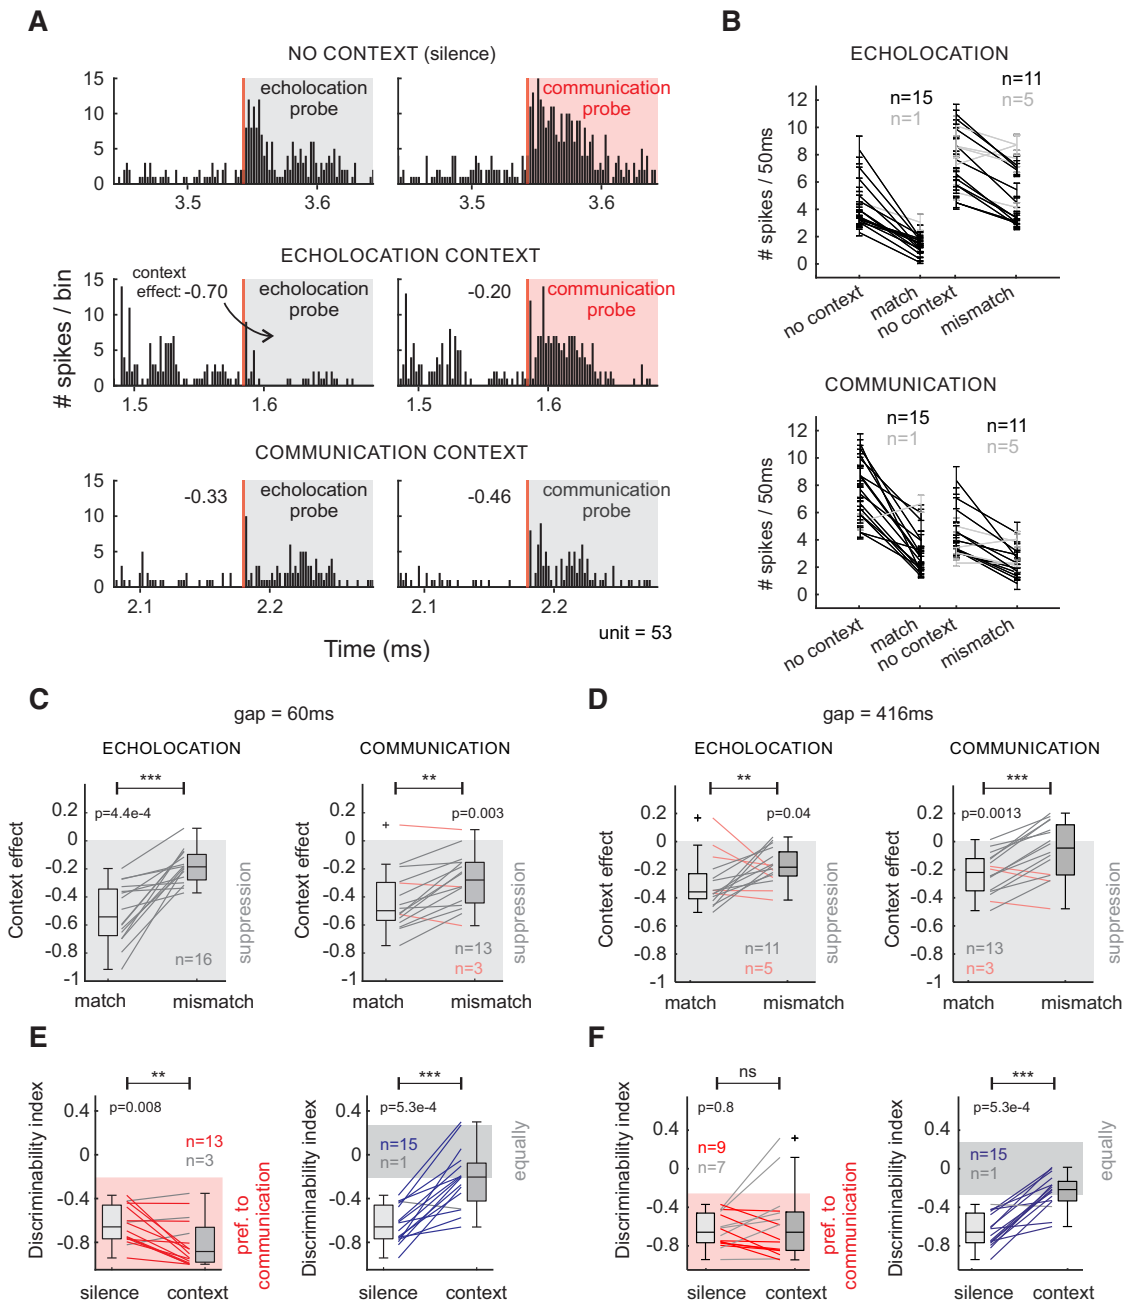 A
NO CONTEXT (silence)
15
10
5
0
echolocation
probe
3.5
3.6
communication
probe
3.5
3.6
ECHOLOCATION CONTEXT
# spikes / bin
15
10
5
0
context
effect: -0.70
echolocation
probe
1.5
1.6
-0.20
communication
probe
1.5
1.6
COMMUNICATION CONTEXT
15
10
5
0
-0.33
echolocation
probe
2.1
2.2
-0.46
communication
probe
2.1
2.2
Time (ms)
unit = 53
B
ECHOLOCATION
# spikes / 50ms
12
10
8
6
4
2
0
n=15
n=1
n=11
n=5
no context
match
no context
mismatch
COMMUNICATION
# spikes / 50ms
12
10
8
6
4
2
0
n=15
n=1
n=11
n=5
no context
match
no context
mismatch
C
gap = 60ms
ECHOLOCATION
Context effect
0.2
0
-0.2
-0.4
-0.6
-0.8
-1
***
p=4.4e-4
n=16
suppression
match
mismatch
COMMUNICATION
Context effect
0.2
0
-0.2
-0.4
-0.6
-0.8
-1
**
p=0.003
n=13
n=3
suppression
match
mismatch
D
gap = 416ms
ECHOLOCATION
Context effect
0.2
0
-0.2
-0.4
-0.6
-0.8
-1
**
p=0.04
n=11
n=5
suppression
match
mismatch
COMMUNICATION
Context effect
0.2
0
-0.2
-0.4
-0.6
-0.8
-1
***
p=0.0013
n=13
n=3
suppression
match
mismatch
E
Discriminability index
0.4
0
-0.4
-0.8
**
p=0.008
n=13
n=3
pref. to
communication
silence
context
Discriminability index
0.4
0
-0.4
-0.8
***
p=5.3e-4
n=15
n=1
equally
silence
context
F
Discriminability index
0.4
0
-0.4
-0.8
ns
p=0.8
n=9
n=7
pref. to
communication
silence
context
Discriminability index
0.4
0
-0.4
-0.8
***
p=5.3e-4
n=15
n=1
equally
silence
context